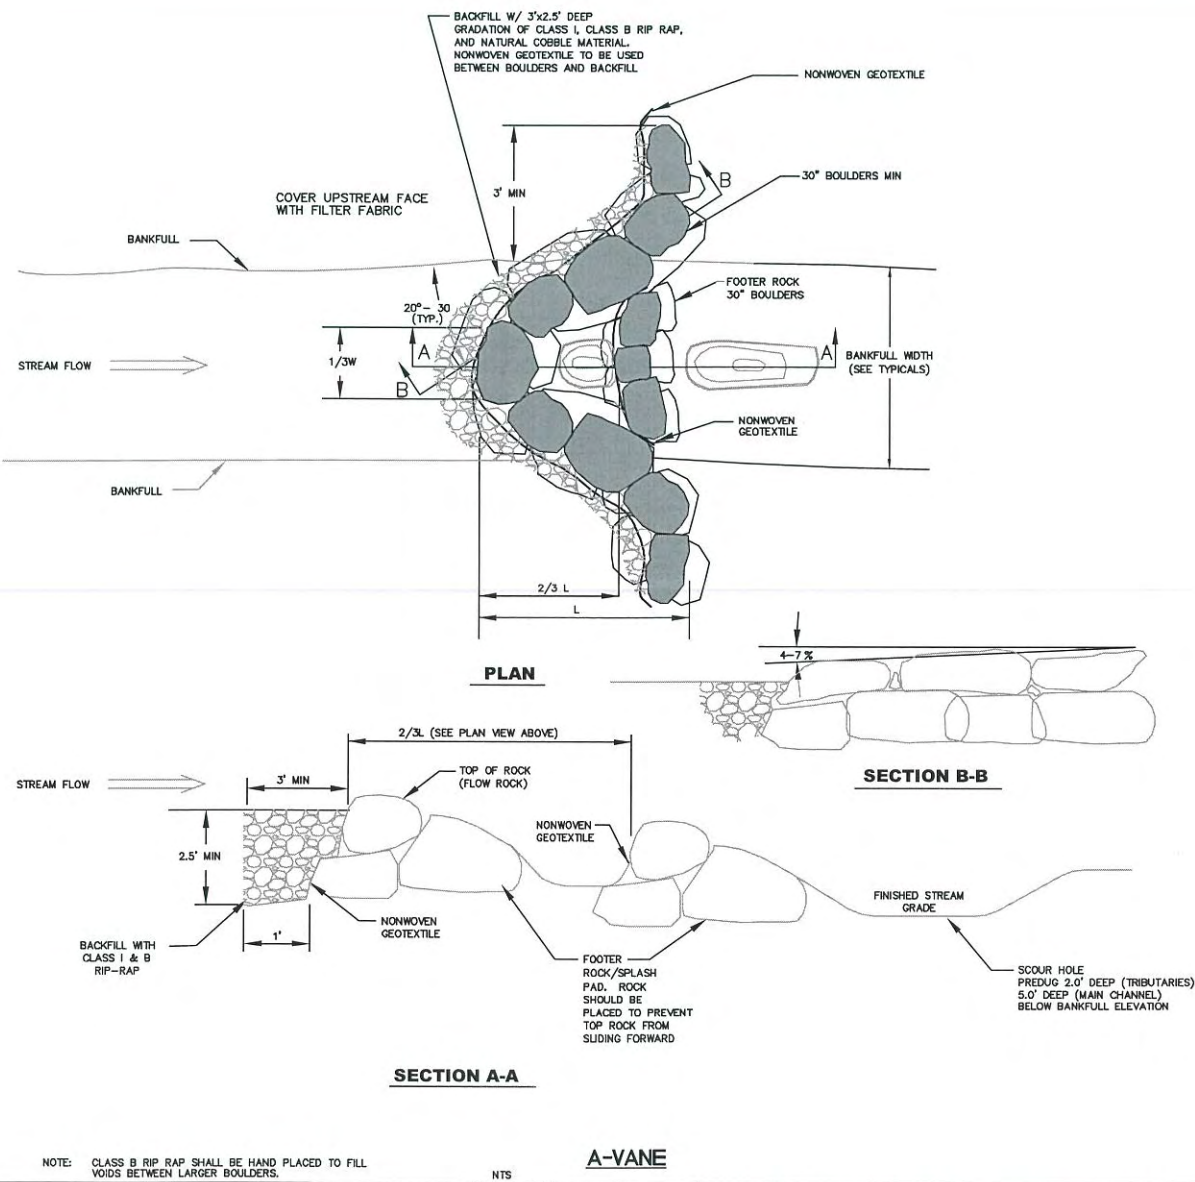 BACKFILL W/ 3'x2.5' DEEP
GRADATION OF CLASS I, CLASS B RIP RAP,
AND NATURAL COBBLE MATERIAL.
NONWOVEN GEOTEXTILE TO BE USED
BETWEEN BOULDERS AND BACKFILL
NONWOVEN GEOTEXTILE
3' MIN
B
30" BOULDERS MIN
COVER UPSTREAM FACE
WITH FILTER FABRIC
BANKFULL
FOOTER ROCK
30" BOULDERS
20°- 30
(TYP.)
STREAM FLOW
1/3W
A
A
B
BANKFULL WIDTH
(SEE TYPICALS)
NONWOVEN
GEOTEXTILE
BANKFULL
2/3 L
L
PLAN
4-7%
SECTION B-B
2/3L (SEE PLAN VIEW ABOVE)
STREAM FLOW
3' MIN
TOP OF ROCK
(FLOW ROCK)
NONWOVEN
GEOTEXTILE
2.5' MIN
FINISHED STREAM
GRADE
NONWOVEN
GEOTEXTILE
1'
BACKFILL WITH
CLASS I & B
RIP-RAP
FOOTER
ROCK/SPLASH
PAD. ROCK
SHOULD BE
PLACED TO PREVENT
TOP ROCK FROM
SLIDING FORWARD
SCOUR HOLE
PREDUG 2.0' DEEP (TRIBUTARIES)
5.0' DEEP (MAIN CHANNEL)
BELOW BANKFULL ELEVATION
SECTION A-A
A-VANE
NOTE: CLASS B RIP RAP SHALL BE HAND PLACED TO FILL
VOIDS BETWEEN LARGER BOULDERS.
NTS